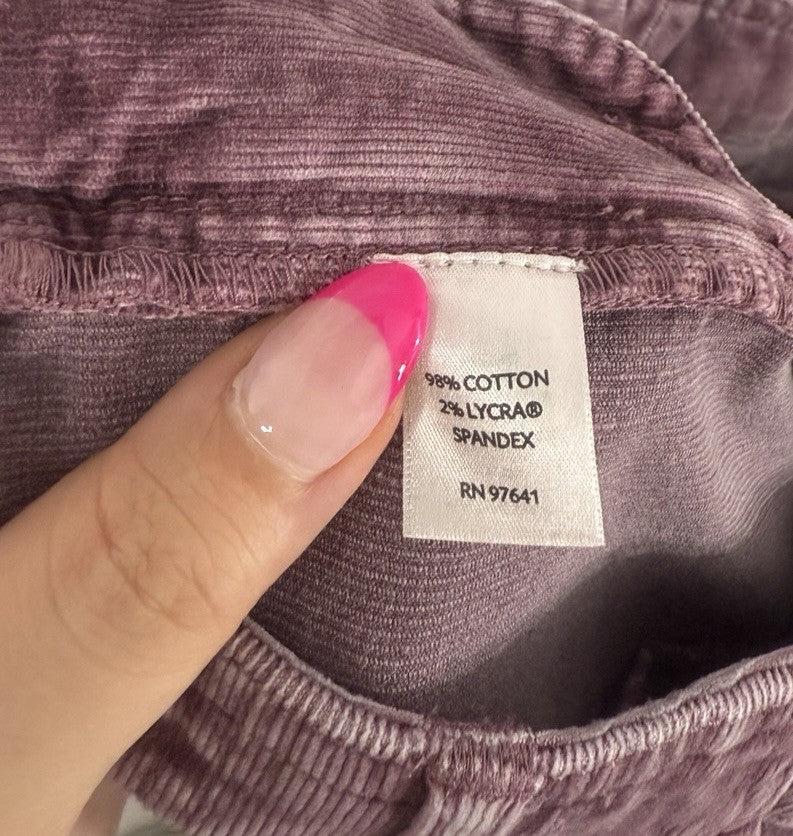 98% COTTON
2% LYCRA®
SPANDEX
RN 97641